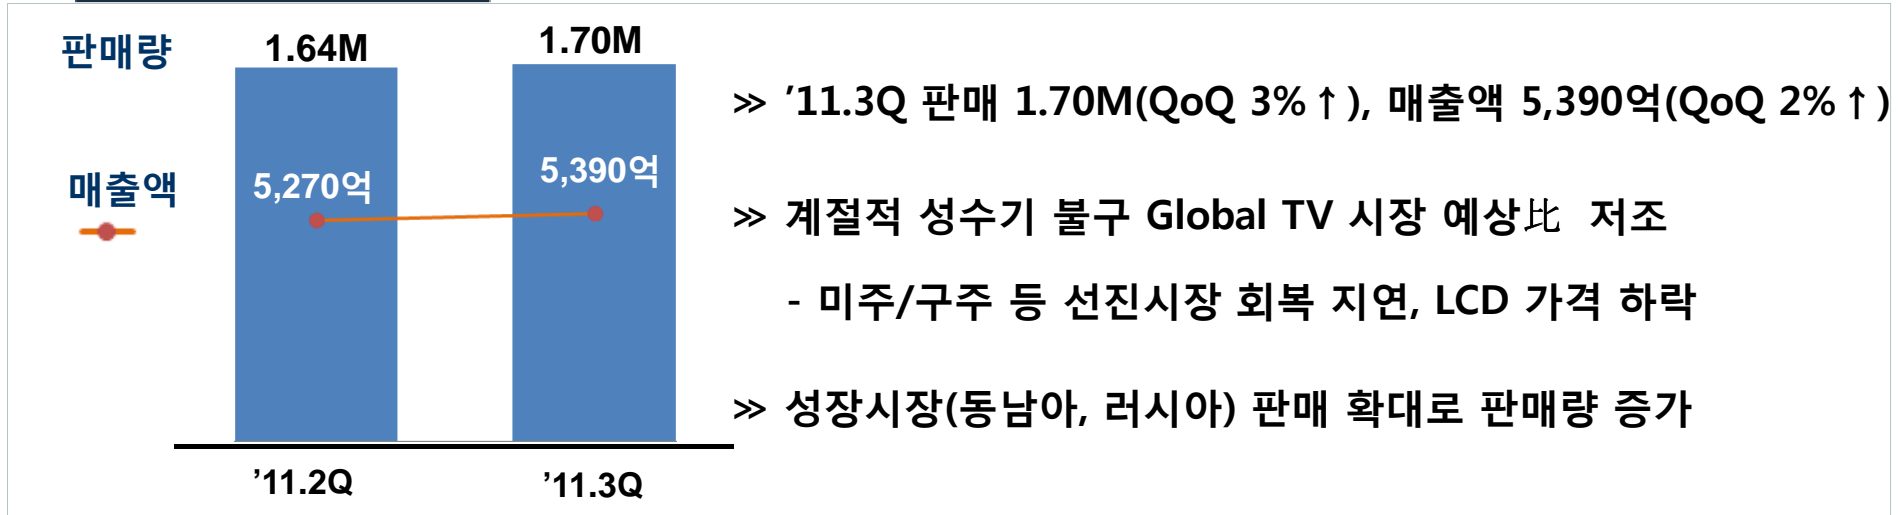 판매량
1.64M
1.70M
매출액
5,270억
5,390억
’11.2Q
’11.3Q
≫ ’11.3Q 판매 1.70M(QoQ 3%↑), 매출액 5,390억(QoQ 2%↑)
≫ 계절적 성수기 불구 Global TV 시장 예상比 저조
- 미주/구주 등 선진시장 회복 지연, LCD 가격 하락
≫ 성장시장(동남아, 러시아) 판매 확대로 판매량 증가